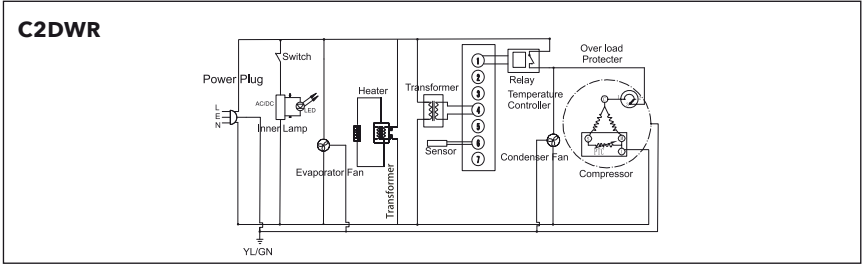 C2DWR
Switch
Power Plug
L
E
N
AC/DC
LED
Inner Lamp
Evaporator Fan
Heater
Transformer
Transformer
Sensor
1
2
3
4
5
6
7
Relay
Temperature
Controller
Condenser Fan
Over load
Protecter
PTC
Compressor
YL/GN